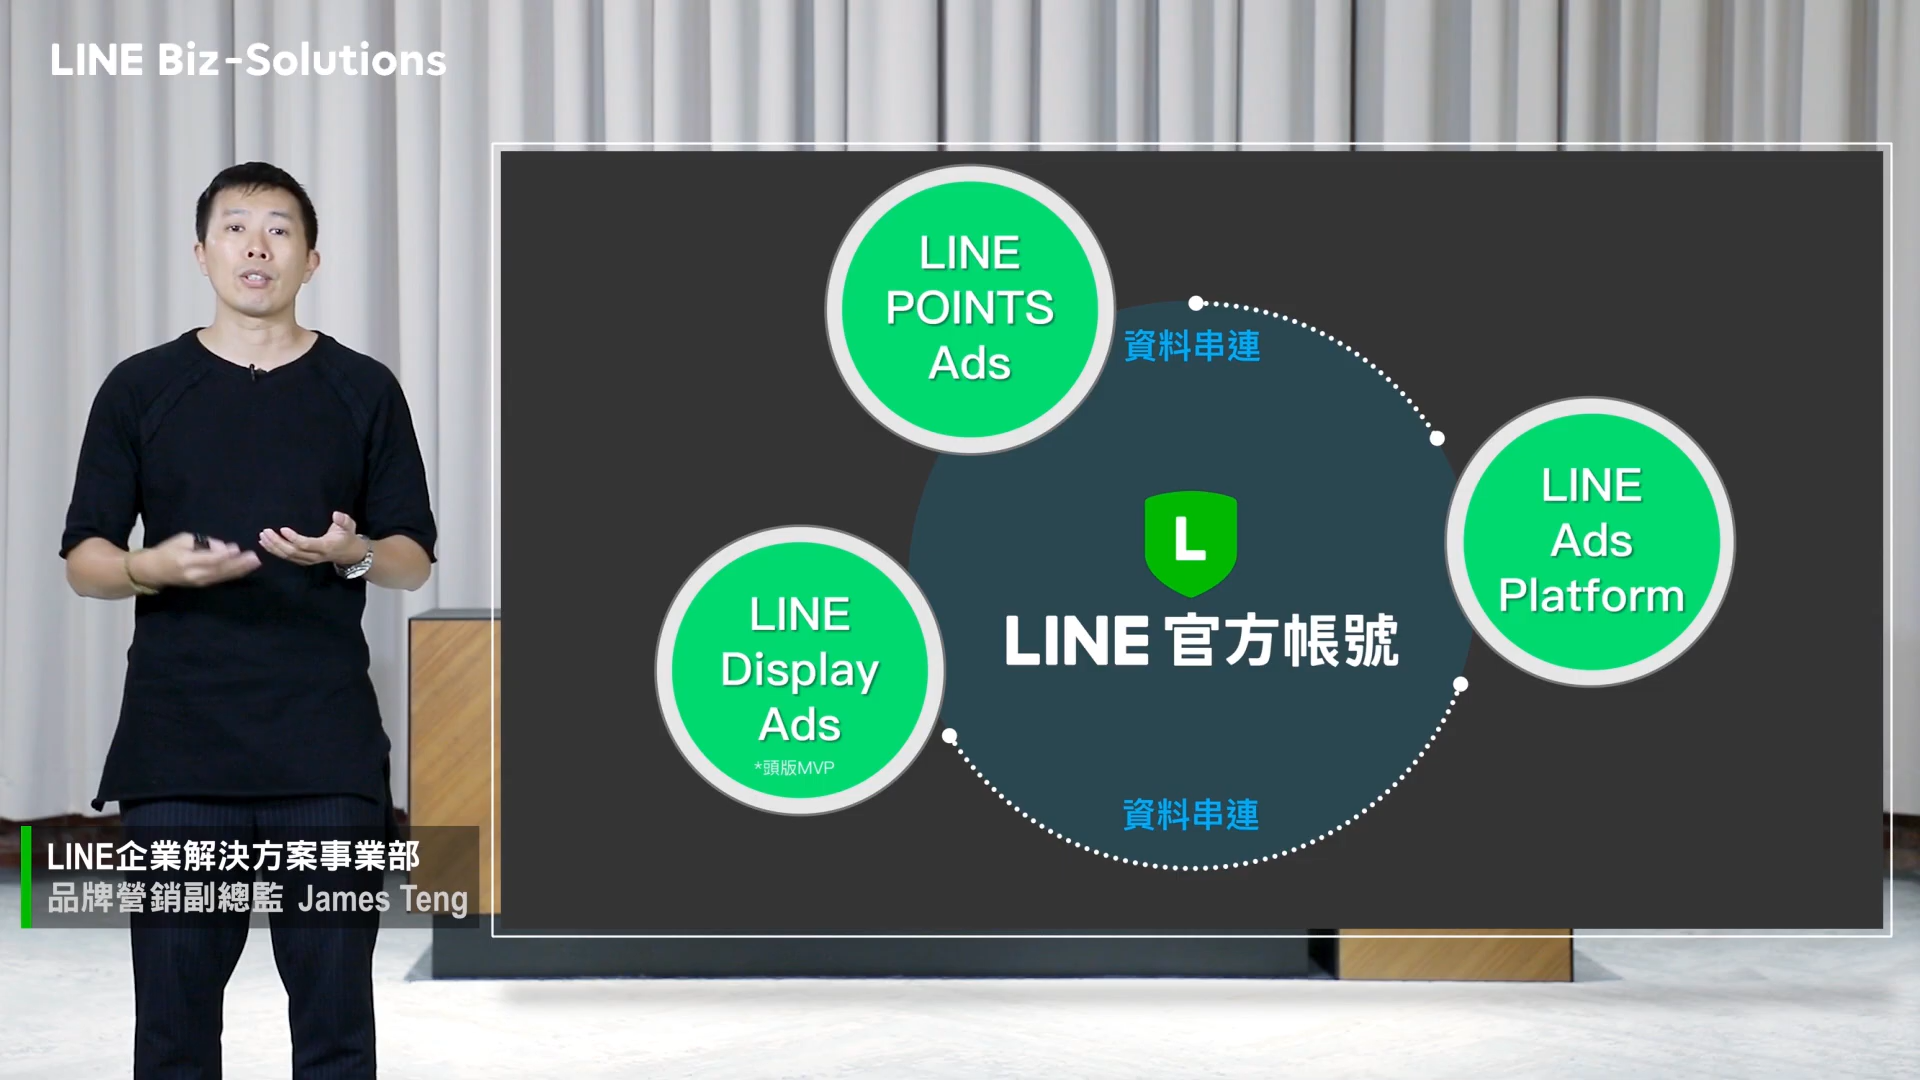 LINE Biz-Solutions
LINE
POINTS
Ads
資料串連
LINE
Ads
Platform
L
LINE 官方帳號
LINE
Display
Ads
*頭版MVP
資料串連
LINE企業解決方案事業部
品牌營銷副總監 James Teng